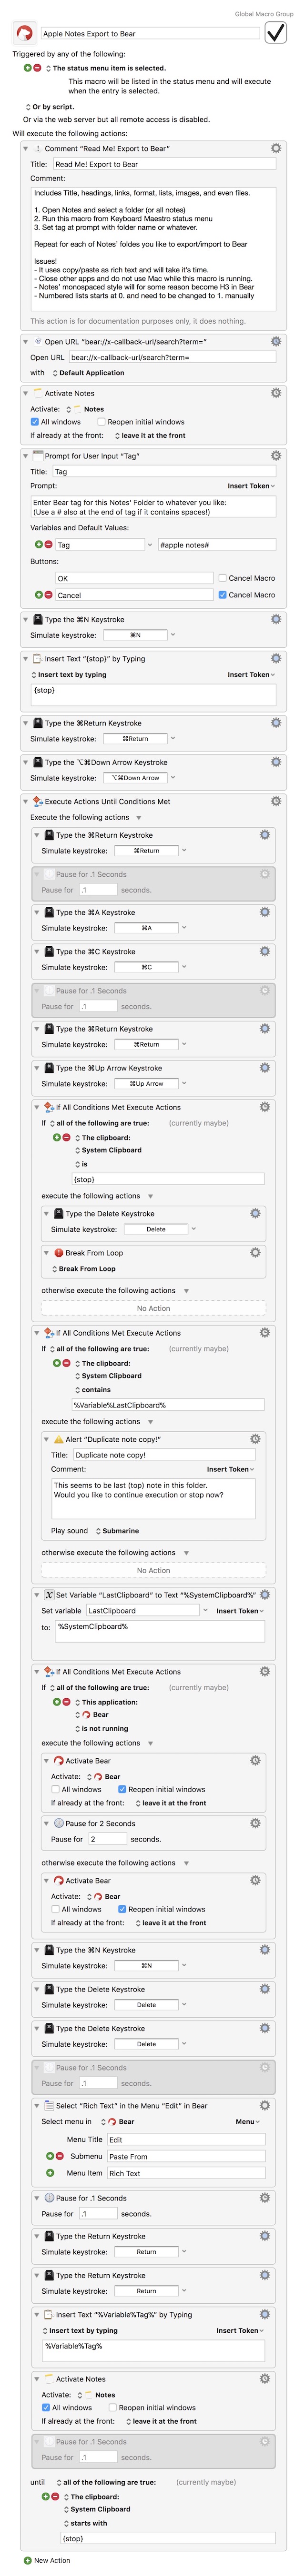 Global Macro Group
Apple Notes Export to Bear
Triggered by any of the following:
The status menu item is selected.
This macro will be listed in the status menu and will execute
when the entry is selected.
Or by script.
Or via the web server but all remote access is disabled.
Will execute the following actions:
Comment “Read Me! Export to Bear”
Title: Read Me! Export to Bear
Comment:
Includes Title, headings, links, format, lists, images, and even files.
1. Open Notes and select a folder (or all notes)
2. Run this macro from Keyboard Maestro status menu
3. Set tag at prompt with folder name or whatever.
Repeat for each of Notes' foldes you like to export/import to Bear
Issues!
- It uses copy/paste as rich text and will take it's time.
- Close other apps and do not use Mac while this macro is running.
- Notes' monospaced style will for some reason become H3 in Bear
- Numbered lists starts at 0. and need to be changed to 1. manually
This action is for documentation purposes only, it does nothing.
Open URL “bear://x-callback-url/search?term=”
Open URL bear://x-callback-url/search?term=
with Default Application
Activate Notes
Activate: Notes
All windows Reopen initial windows
If already at the front: leave it at the front
Prompt for User Input “Tag”
Title: Tag
Prompt: Insert Token
Enter Bear tag for this Notes' Folder to whatever you like:
(Use a # also at the end of tag if it contains spaces!)
Variables and Default Values:
Tag #apple notes#
Buttons:
OK Cancel Macro
Cancel Cancel Macro
Type the ⌘N Keystroke
Simulate keystroke: ⌘N
Insert Text “{stop}” by Typing
Insert text by typing Insert Token
{stop}
Type the ⌘Return Keystroke
Simulate keystroke: ⌘Return
Type the ⌥⌘Down Arrow Keystroke
Simulate keystroke: ⌥⌘Down Arrow
Execute Actions Until Conditions Met
Execute the following actions:
Type the ⌘Return Keystroke
Simulate keystroke: ⌘Return
Pause for .1 Seconds
Pause for .1 seconds.
Type the ⌘A Keystroke
Simulate keystroke: ⌘A
Type the ⌘C Keystroke
Simulate keystroke: ⌘C
Pause for .1 Seconds
Pause for .1 seconds.
Type the ⌘Return Keystroke
Simulate keystroke: ⌘Return
Type the ⌘Up Arrow Keystroke
Simulate keystroke: ⌘Up Arrow
If All Conditions Met Execute Actions
If all of the following are true: (currently maybe)
The clipboard:
System Clipboard
is
{stop}
execute the following actions
Type the Delete Keystroke
Simulate keystroke: Delete
Break From Loop
Break From Loop
otherwise execute the following actions
No Action
If All Conditions Met Execute Actions
If all of the following are true: (currently maybe)
The clipboard:
System Clipboard
contains
%Variable%LastClipboard%
execute the following actions
Alert “Duplicate note copy!”
Title: Duplicate note copy!
Comment: Insert Token
This seems to be last (top) note in this folder.
Would you like to continue execution or stop now?
Play sound Submarine
otherwise execute the following actions
No Action
Set Variable “LastClipboard” to Text “%SystemClipboard%”
Set variable LastClipboard Insert Token
to: %SystemClipboard%
If All Conditions Met Execute Actions
If all of the following are true: (currently maybe)
This application:
Bear
is not running
execute the following actions
Activate Bear
Activate: Bear
All windows Reopen initial windows
If already at the front: leave it at the front
Pause for 2 Seconds
Pause for 2 seconds.
otherwise execute the following actions
Activate Bear
Activate: Bear
All windows Reopen initial windows
If already at the front: leave it at the front
Type the ⌘N Keystroke
Simulate keystroke: ⌘N
Type the Delete Keystroke
Simulate keystroke: Delete
Type the Delete Keystroke
Simulate keystroke: Delete
Pause for .1 Seconds
Pause for .1 seconds.
Select “Rich Text” in the Menu “Edit” in Bear
Select menu in Bear Menu
Menu Title Edit
Submenu Paste From
Menu Item Rich Text
Pause for .1 Seconds
Pause for .1 seconds.
Type the Return Keystroke
Simulate keystroke: Return
Type the Return Keystroke
Simulate keystroke: Return
Insert Text “%Variable%Tag%” by Typing
Insert text by typing Insert Token
%Variable%Tag%
Activate Notes
Activate: Notes
All windows Reopen initial windows
If already at the front: leave it at the front
Pause for .1 Seconds
Pause for .1 seconds.
until all of the following are true: (currently maybe)
The clipboard:
System Clipboard
starts with
{stop}
New Action